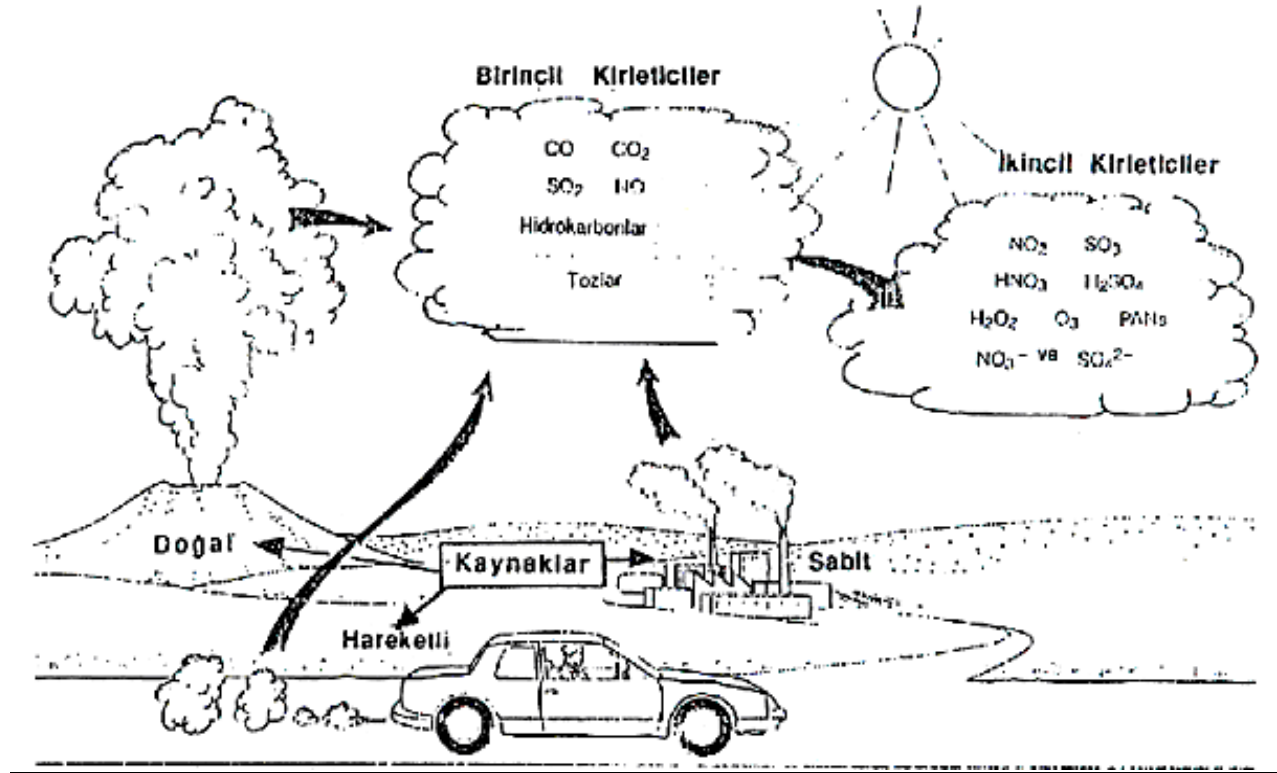 Birincil Kirleticiler
CO CO₂
SO₂ NO
Hidrokarbonlar
Tozlar
İkincil Kirleticiler
NO₂ SO₃
HNO₃ H₂SO₄
H₂O₂ O₃ PANs
NO₃⁻ ve SO₄²⁻
Doğal
Kaynaklar
Sabit
Hareketli